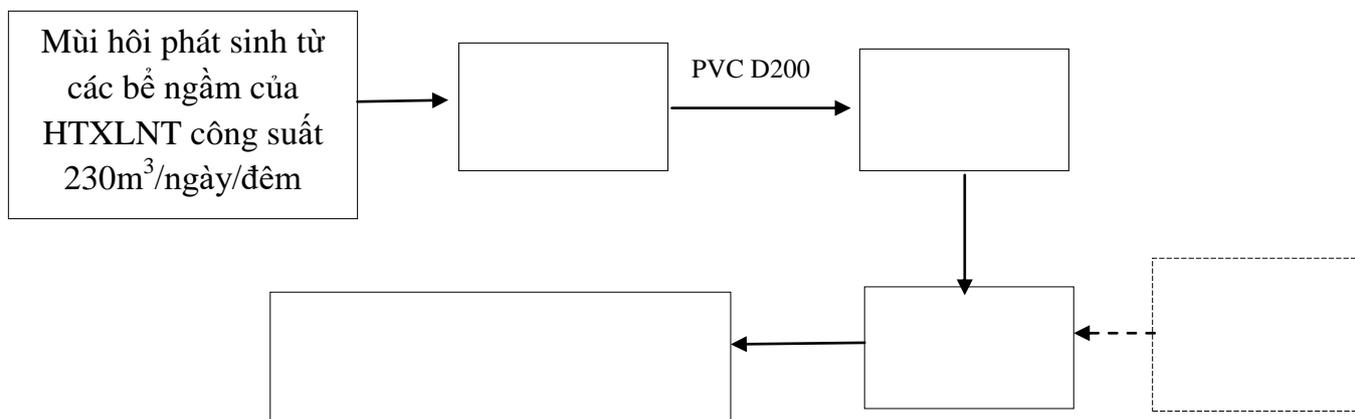 Mùi hôi phát sinh từ
các bể ngầm của
HTXLNT công suất
230m³/ngày/đêm
PVC D200